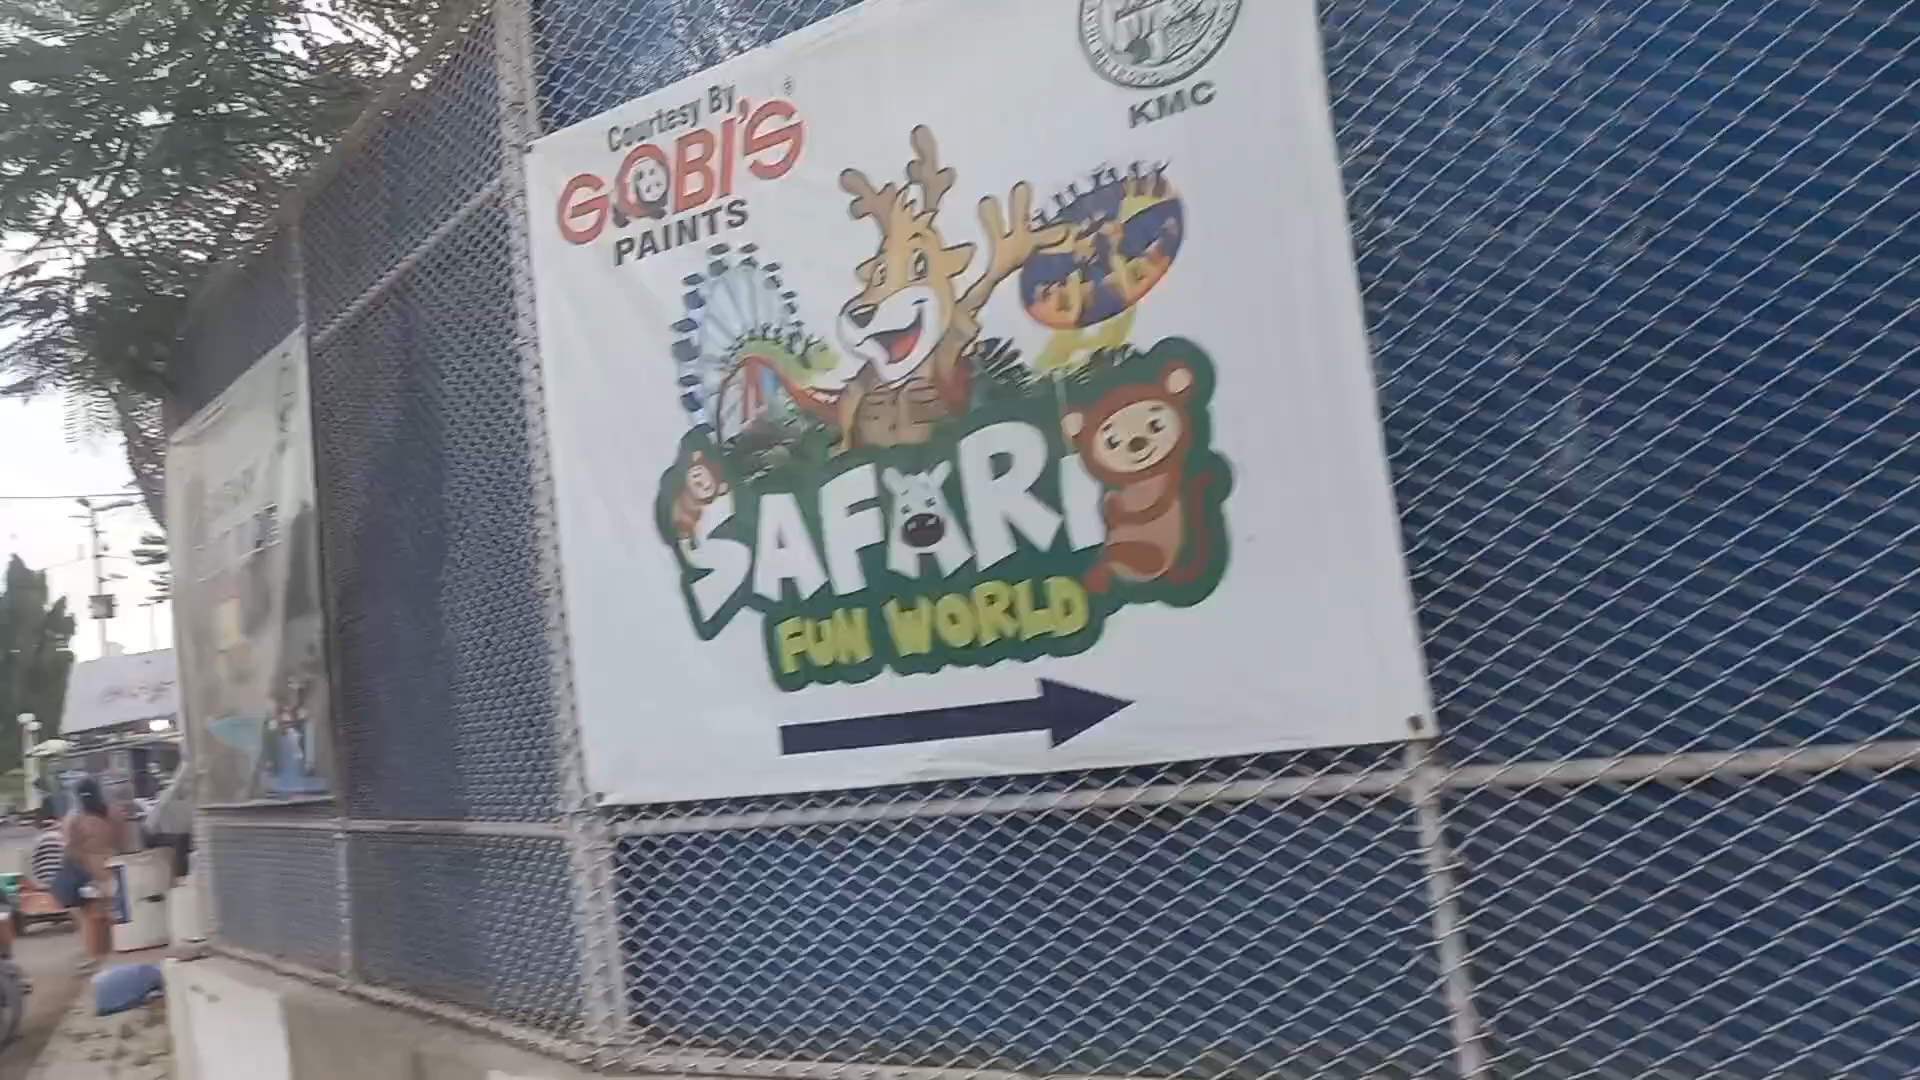 Courtesy By
GOBI'S
PAINTS
KMC
SAFARI
FUN WORLD